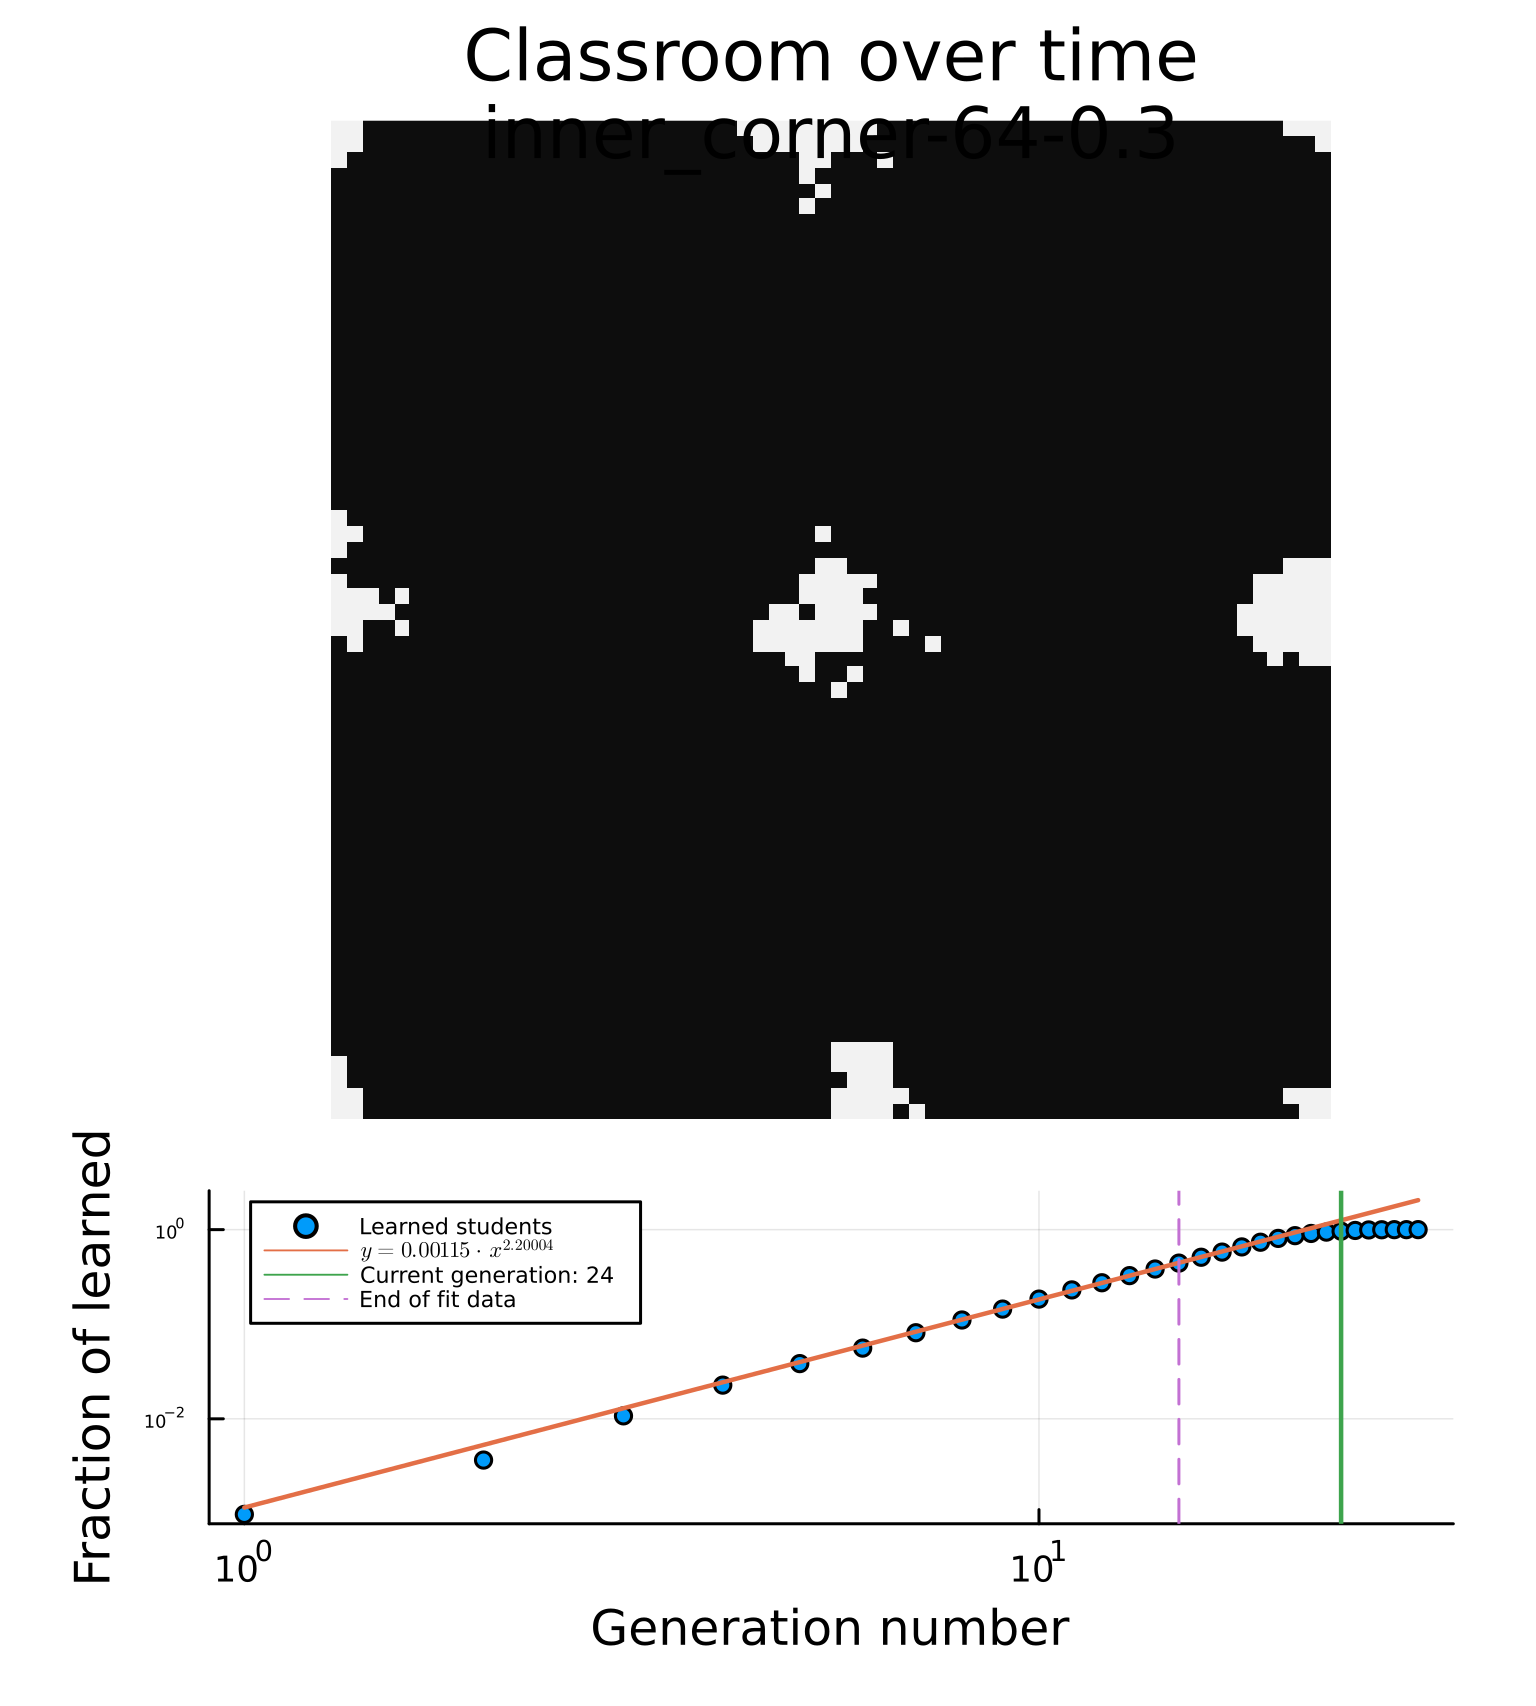 Classroom over time
inner_corner-64-0.3
Fraction of learned
10⁰
10⁻²
Learned students
y = 0.00115 · x^2.20004
Current generation: 24
End of fit data
10⁰
10¹
Generation number